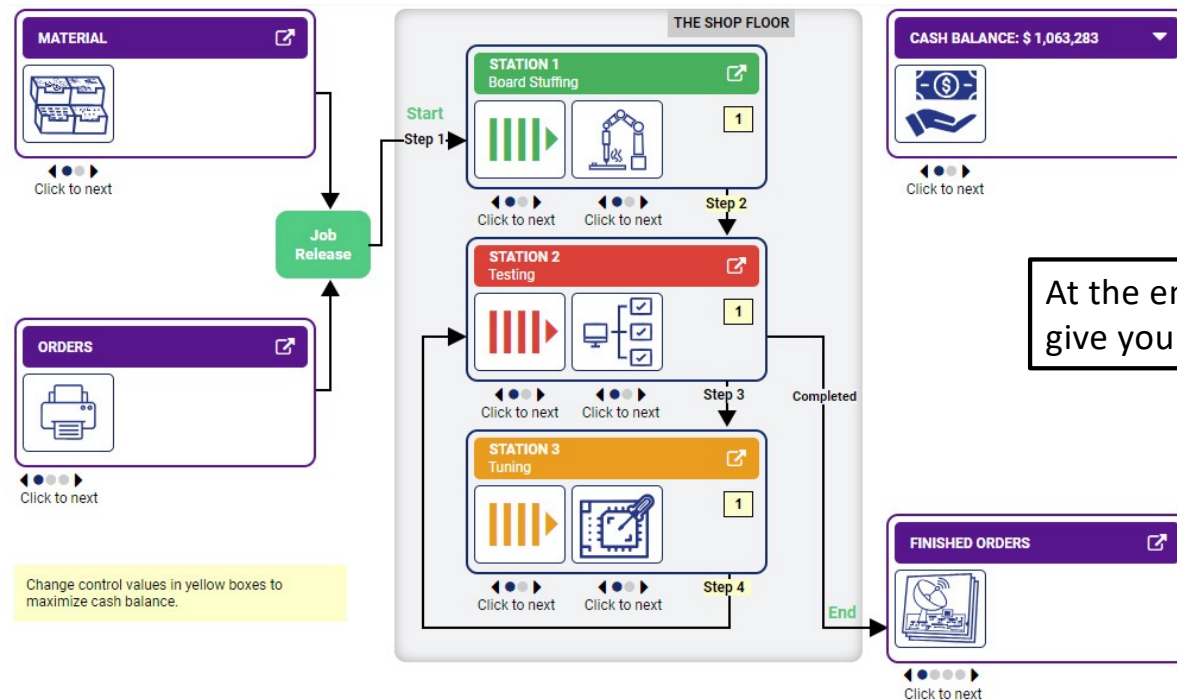 THE SHOP FLOOR
MATERIAL
Click to next
ORDERS
Click to next
Change control values in yellow boxes to
maximize cash balance.
Job
Release
Start
Step 1
STATION 1
Board Stuffing
1
Click to next
Click to next
Step 2
STATION 2
Testing
1
Click to next
Click to next
Step 3
Completed
STATION 3
Tuning
1
Click to next
Click to next
Step 4
End
CASH BALANCE: $ 1,063,283
Click to next
At the
give you
FINISHED ORDERS
Click to next